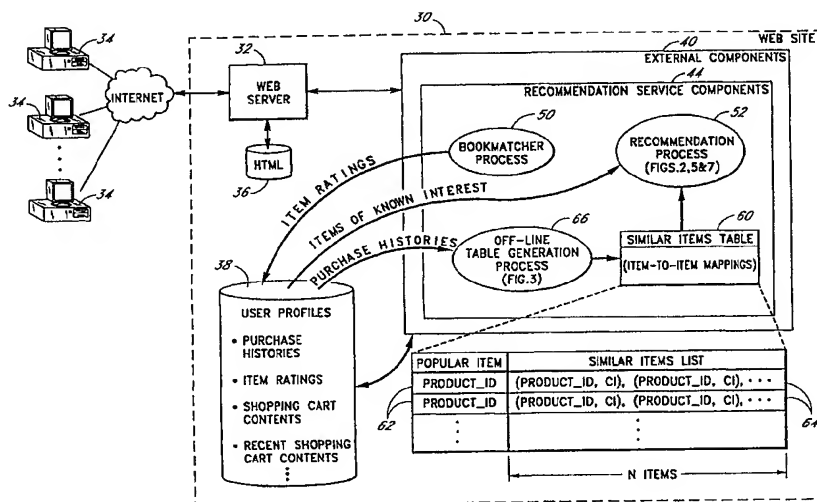 30
WEB SITE
34
34
34
INTERNET
32
WEB
SERVER
HTML
36
40
EXTERNAL COMPONENTS
44
RECOMMENDATION SERVICE COMPONENTS
50
BOOKMATCHER
PROCESS
52
RECOMMENDATION
PROCESS
(FIGS.2,5&7)
ITEM RATINGS
ITEMS OF KNOWN INTEREST
PURCHASE HISTORIES
66
OFF-LINE
TABLE GENERATION
PROCESS
(FIG.3)
60
SIMILAR ITEMS TABLE
(ITEM-TO-ITEM MAPPINGS)
38
USER PROFILES
• PURCHASE
HISTORIES
• ITEM RATINGS
• SHOPPING CART
CONTENTS
• RECENT SHOPPING
CART CONTENTS
POPULAR ITEM SIMILAR ITEMS LIST
PRODUCT_ID (PRODUCT_ID, CI), (PRODUCT_ID, CI), ···
PRODUCT_ID (PRODUCT_ID, CI), (PRODUCT_ID, CI), ···
62
64
N ITEMS